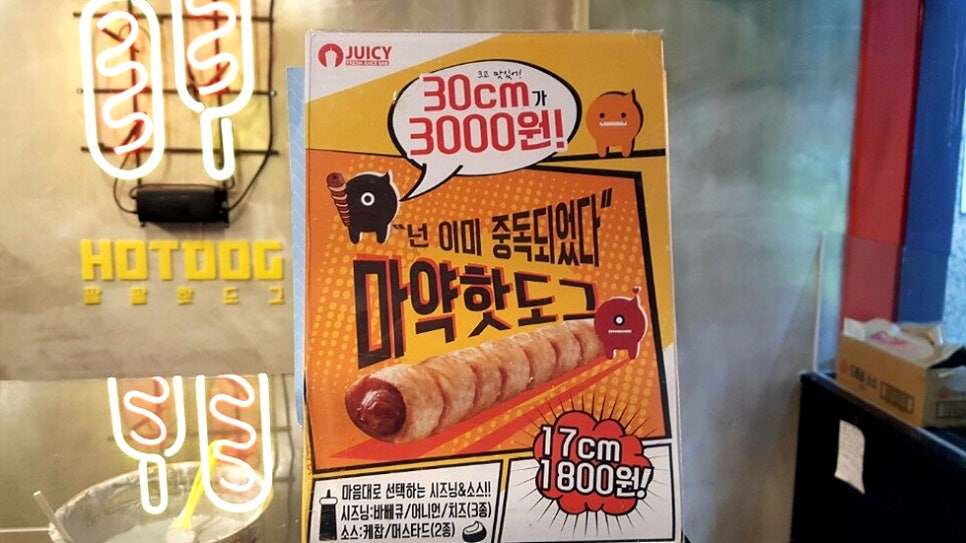 JUICY
FRESH JUICE BAR
크고 맛있어!
30cm가
3000원!
"넌 이미 중독되었다"
마약핫도그
HOTDOG
팔팔핫도그
17cm
1800원!
마음대로 선택하는 시즈닝&소스!!
시즈닝:바베큐/어니언/치즈(3종)
소스:케찹/머스타드(2종)